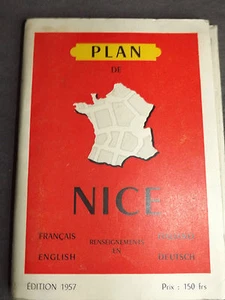 PLAN
DE
NICE
FRANÇAIS
RENSEIGNEMENTS
ENGLISH
EN
DEUTSCH
ÉDITION 1957
Prix : 150 frs